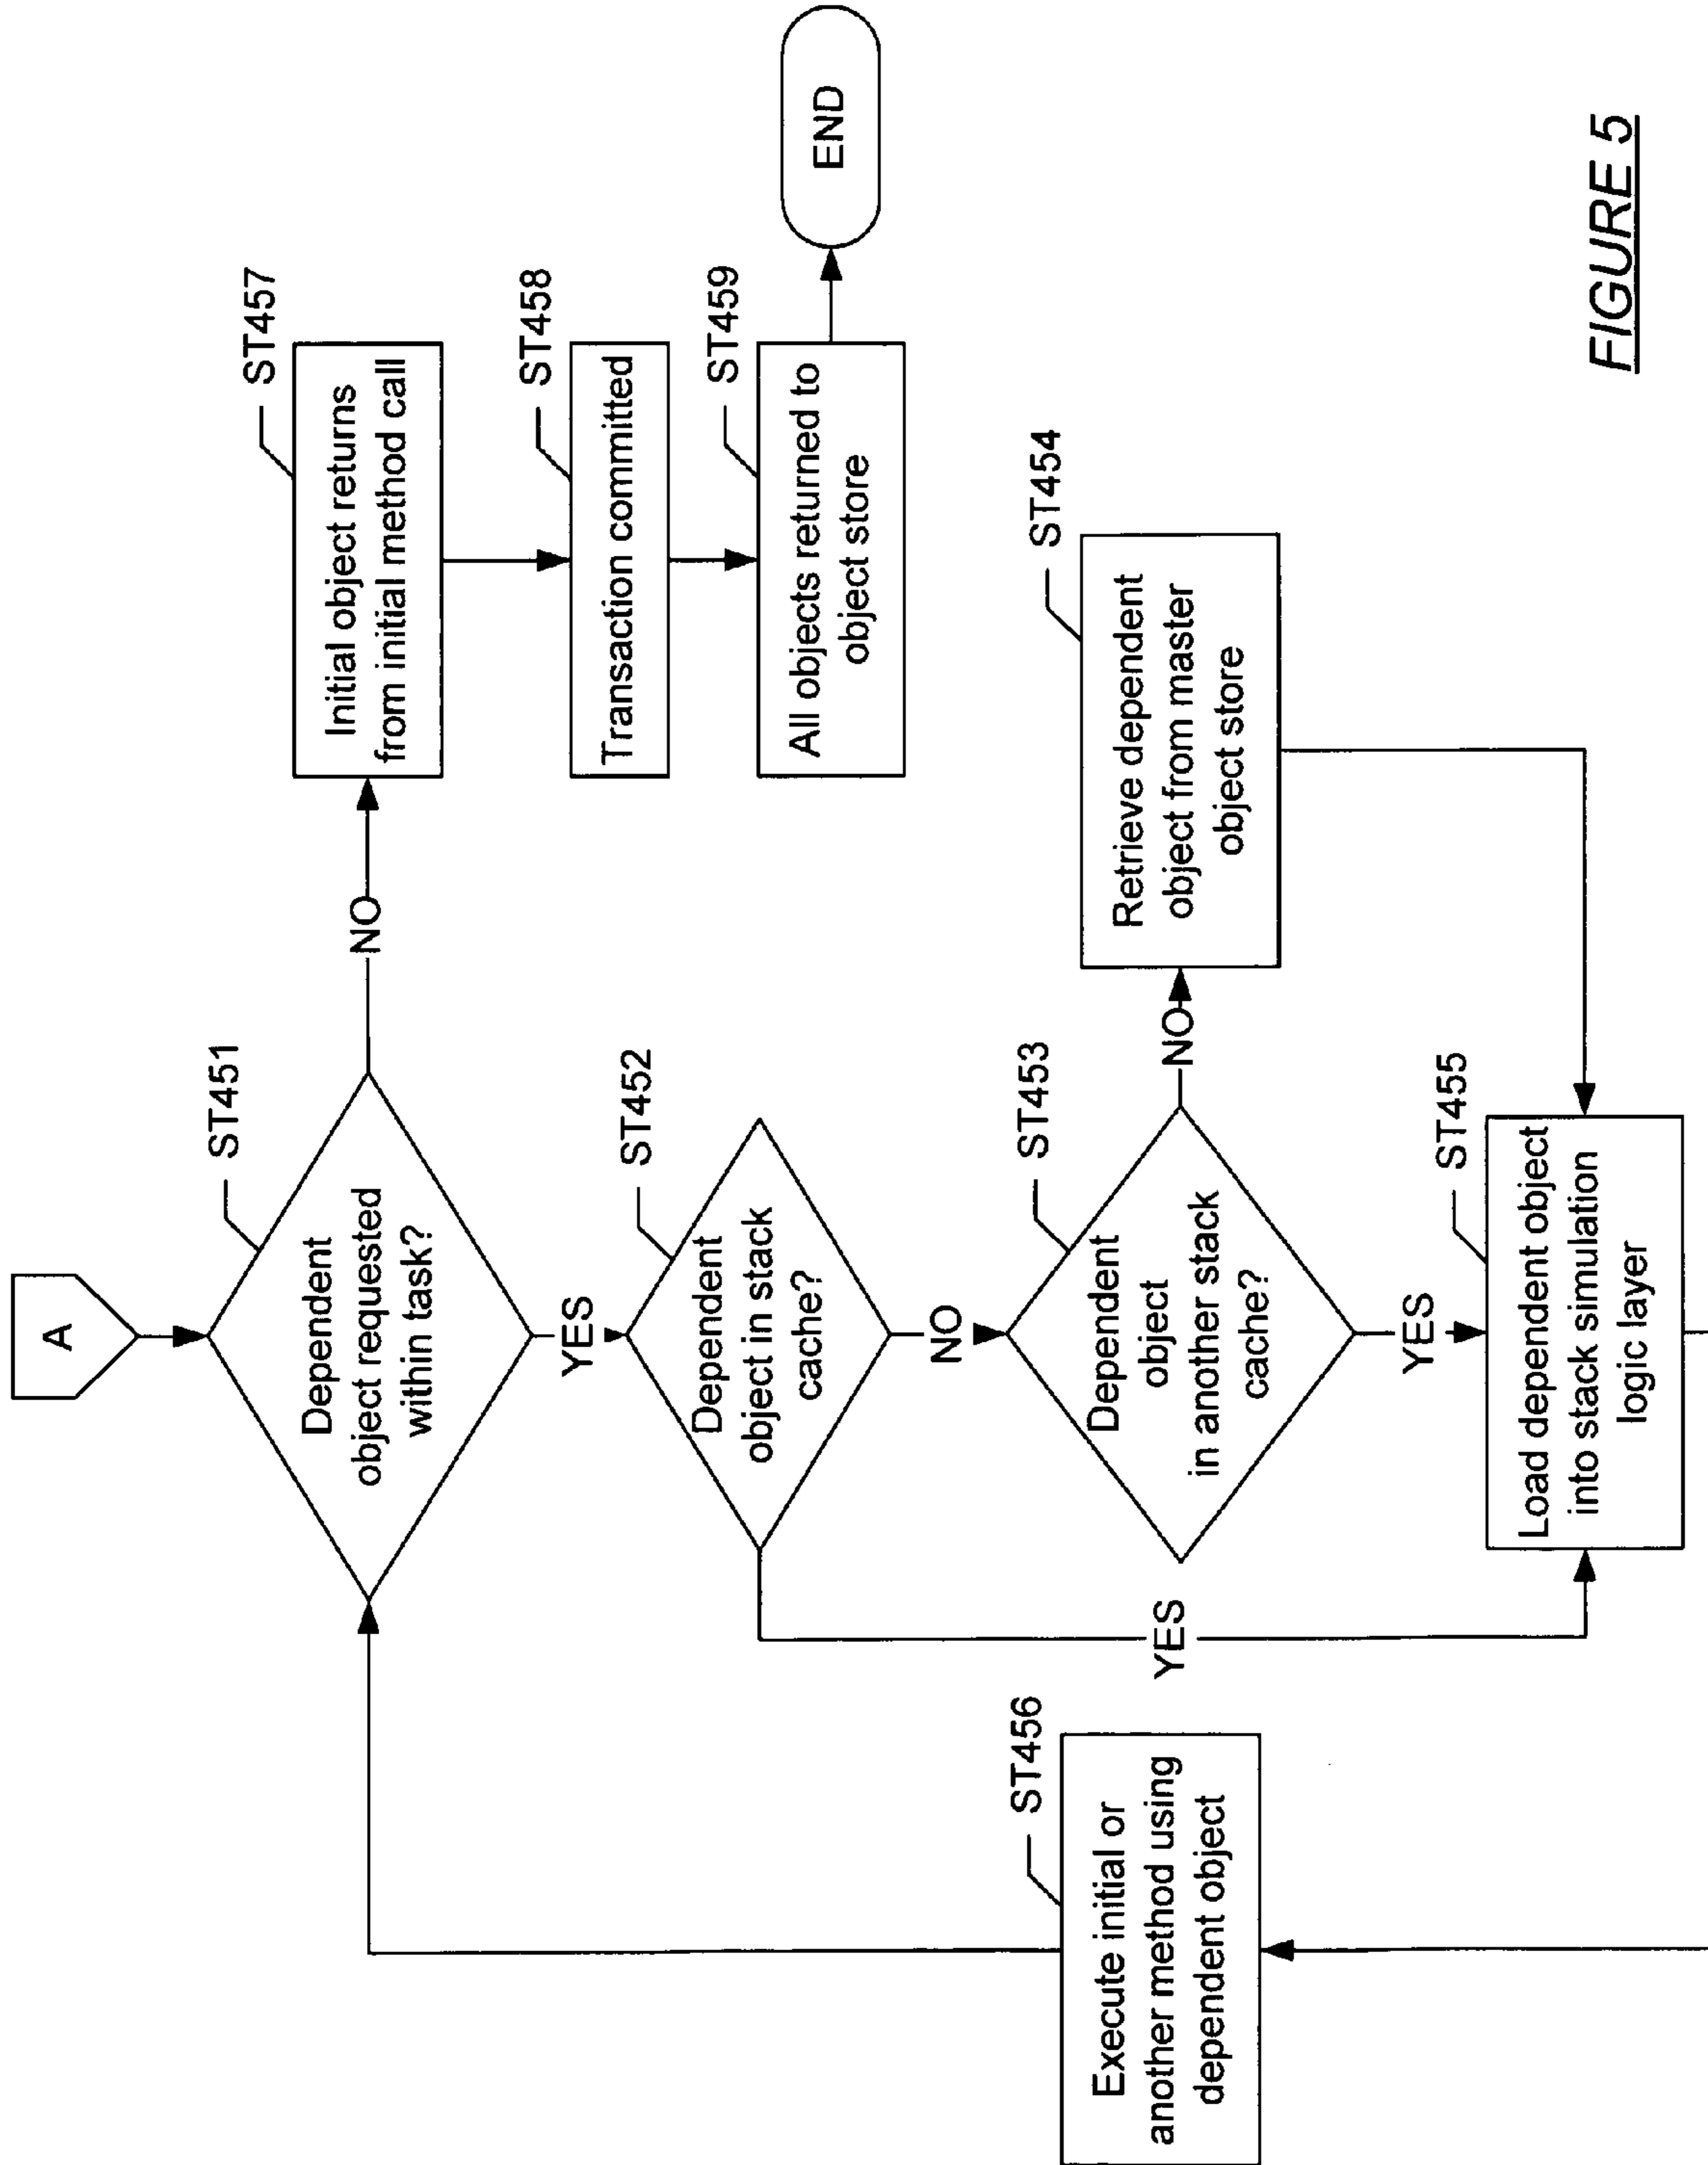 A
ST451
Dependent
object requested
within task?
NO
ST457
Initial object returns
from initial method call
ST458
Transaction committed
ST459
All objects returned to
object store
END
YES
ST452
Dependent
object in stack
cache?
NO
ST453
Dependent
object
in another stack
cache?
NO
ST454
Retrieve dependent
object from master
object store
YES
YES
ST455
Load dependent object
into stack simulation
logic layer
ST456
Execute initial or
another method using
dependent object
FIGURE 5